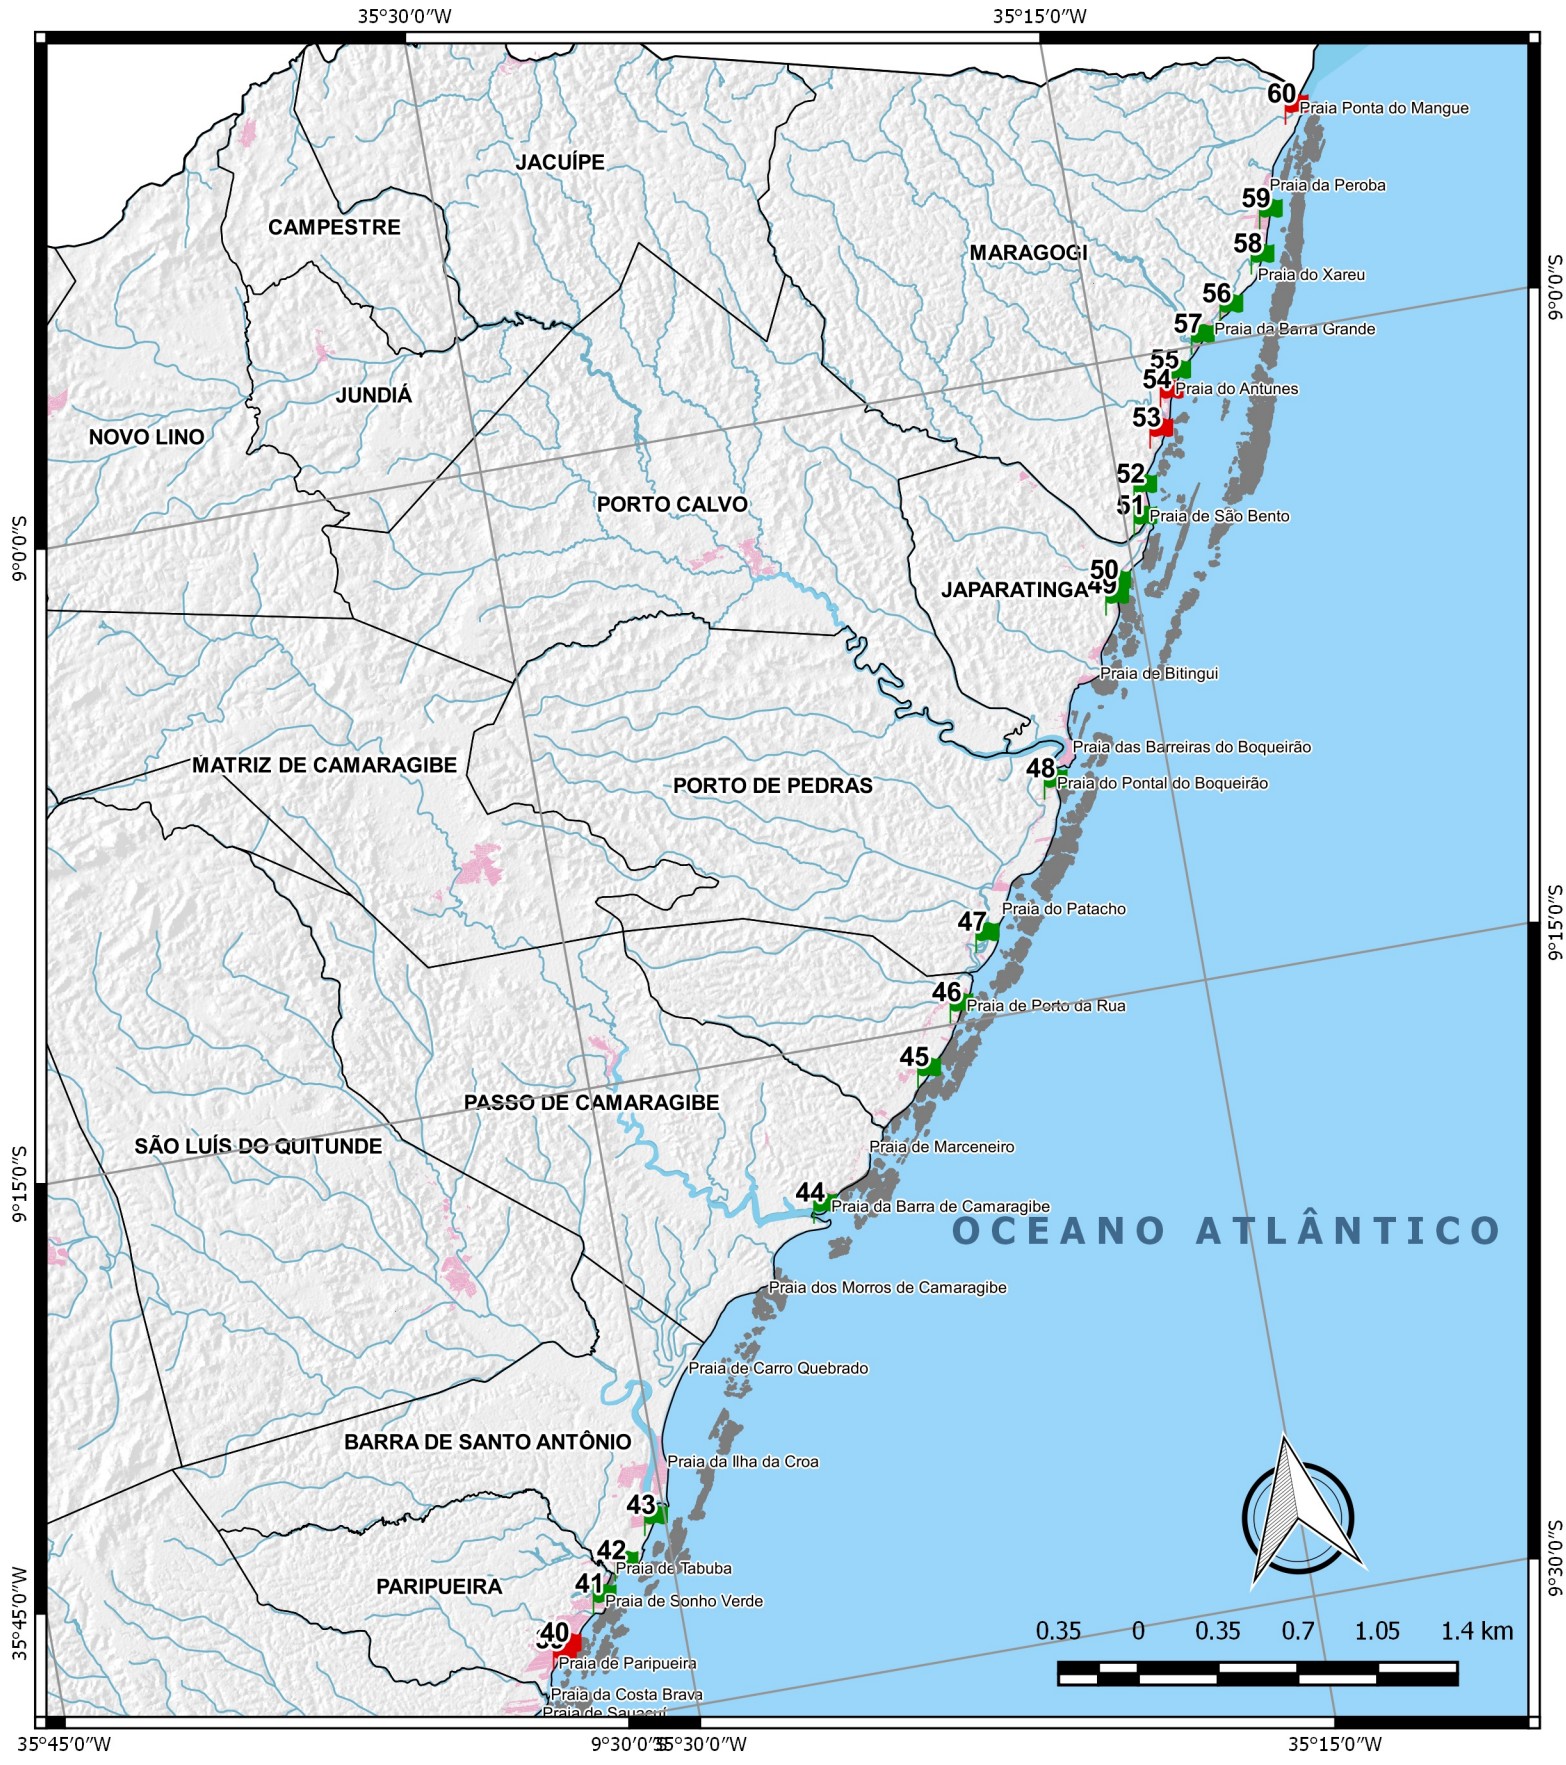 35°30′0″W
35°15′0″W
60
Praia Ponta do Mangue
JACUÍPE
Praia da Peroba
59
CAMPESTRE
58
MARAGOGI
Praia do Xareu
9°0′0″S
56
57
Praia da Barra Grande
55
54
Praia do Antunes
JUNDIÁ
53
NOVO LINO
52
PORTO CALVO
51
Praia de São Bento
9°0′0″S
50
JAPARATINGA
49
Praia de Bitingui
Praia das Barreiras do Boqueirão
MATRIZ DE CAMARAGIBE
48
PORTO DE PEDRAS
Praia do Pontal do Boqueirão
Praia do Patacho
47
9°15′0″S
46
Praia de Porto da Rua
45
PASSO DE CAMARAGIBE
SÃO LUÍS DO QUITUNDE
Praia de Marceneiro
9°15′0″S
44
Praia da Barra de Camaragibe
OCEANO ATLÂNTICO
Praia dos Morros de Camaragibe
Praia de Carro Quebrado
BARRA DE SANTO ANTÔNIO
Praia da Ilha da Croa
43
42
Praia de Tabuba
9°30′0″S
41
PARIPUEIRA
Praia de Sonho Verde
35°45′0″W
40
0.35 0 0.35 0.7 1.05 1.4 km
Praia de Paripueira
Praia da Costa Brava
Praia de Sauaçuí
35°45′0″W
9°30′0″S
35°30′0″W
35°15′0″W